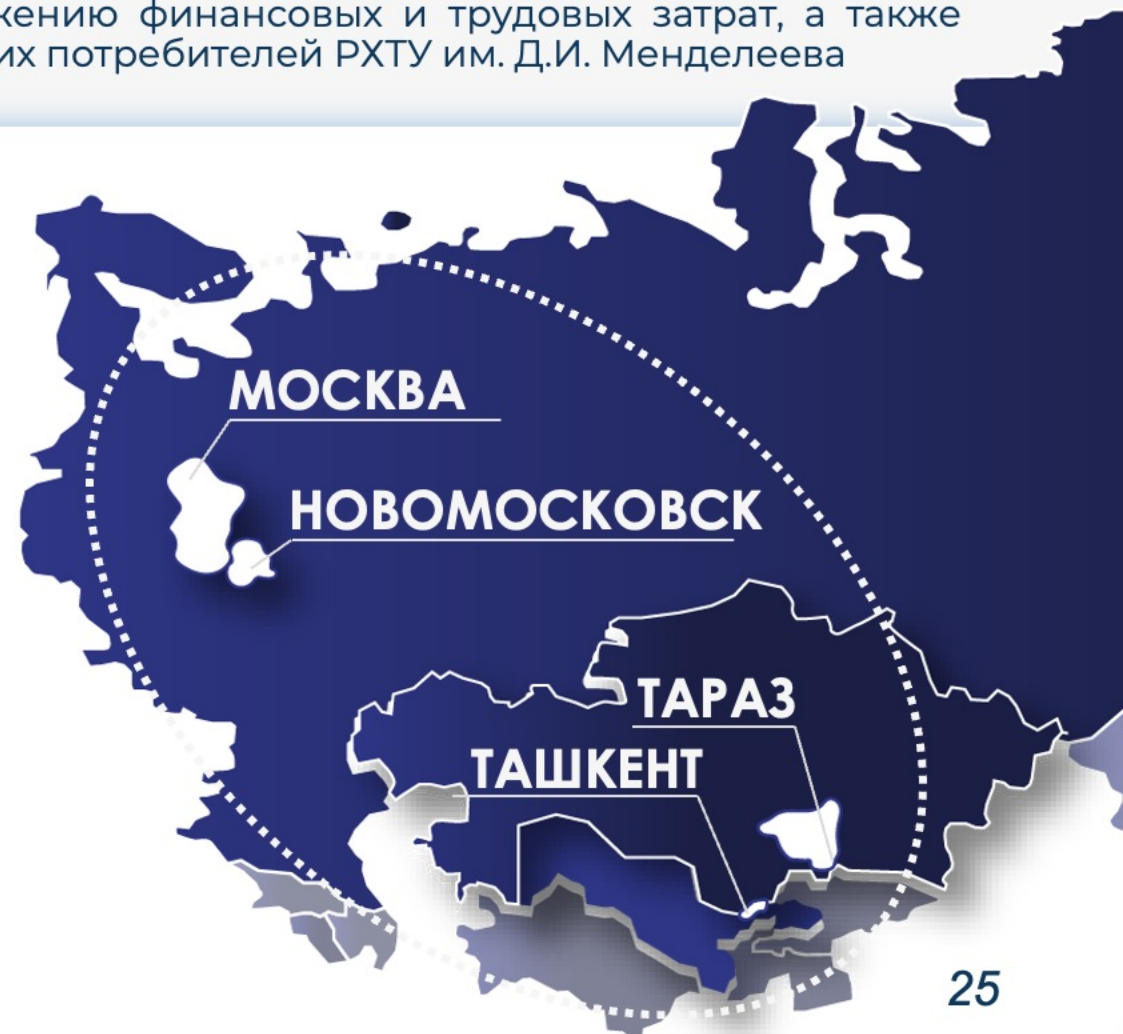 жению финансовых и трудовых затрат, а также
их потребителей РХТУ им. Д.И. Менделеева
МОСКВА
НОВОМОСКОВСК
ТАРАЗ
ТАШКЕНТ
25